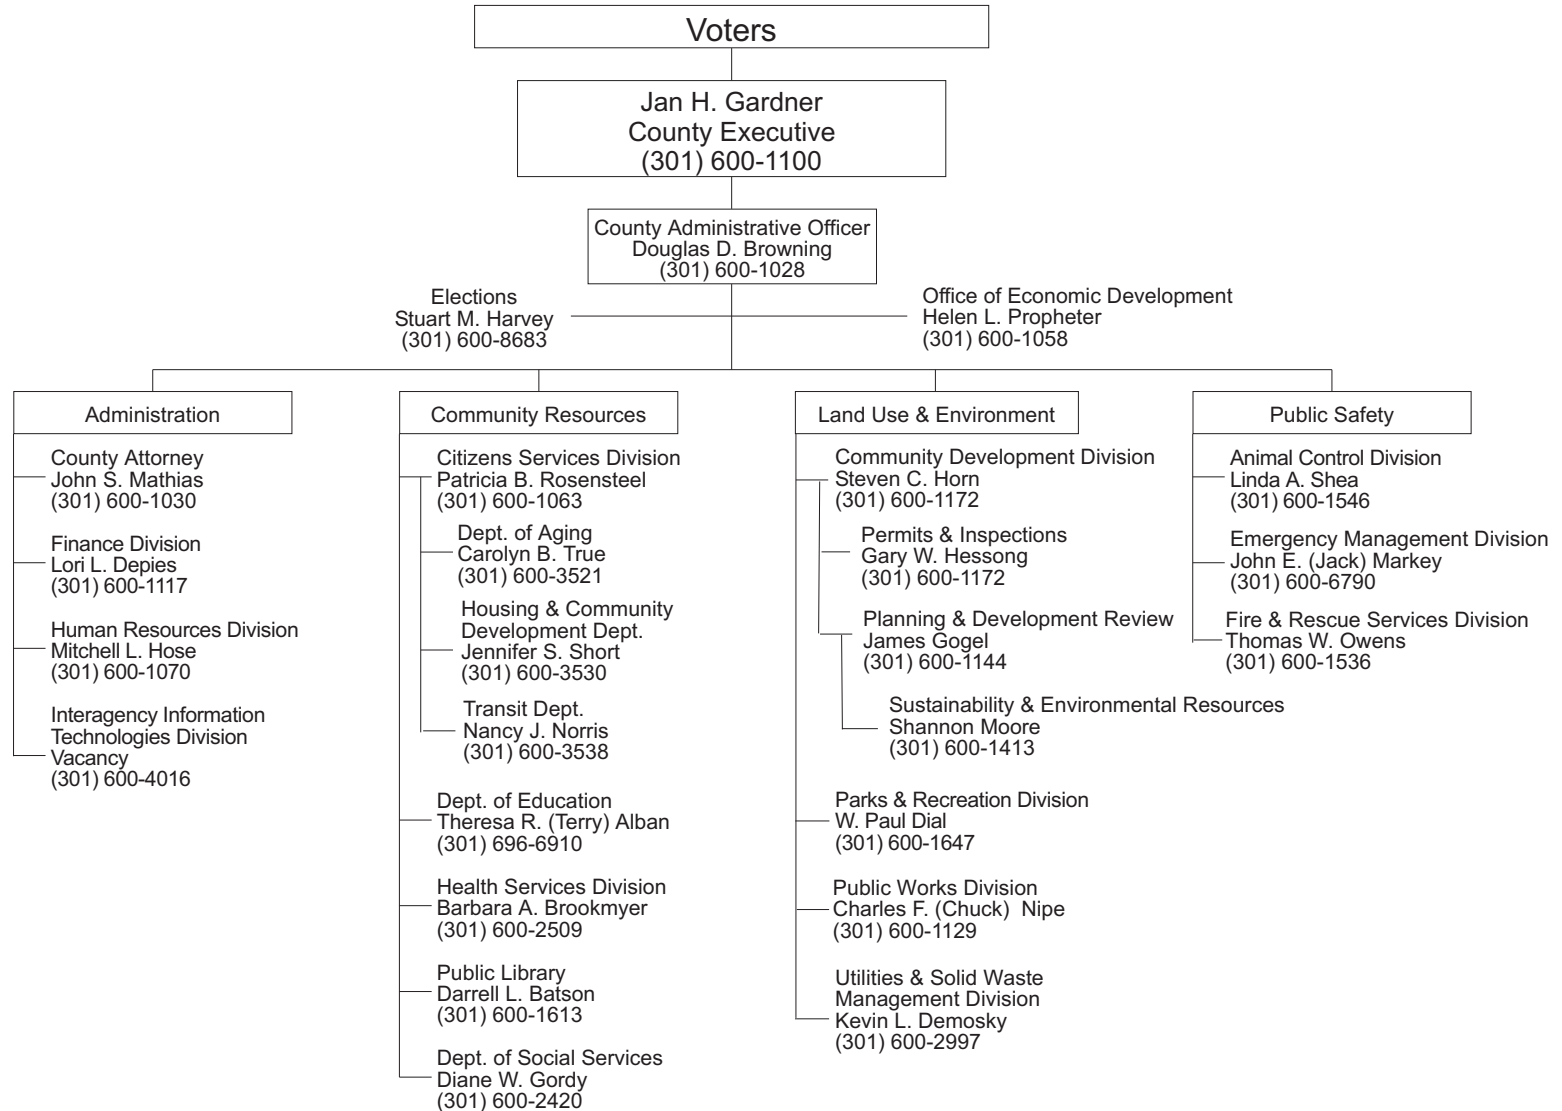 Voters
Jan H. Gardner
County Executive
(301) 600-1100
County Administrative Officer
Douglas D. Browning
(301) 600-1028
Elections
Stuart M. Harvey
(301) 600-8683
Office of Economic Development
Helen L. Propheter
(301) 600-1058
Administration
County Attorney
John S. Mathias
(301) 600-1030
Finance Division
Lori L. Depies
(301) 600-1117
Human Resources Division
Mitchell L. Hose
(301) 600-1070
Interagency Information
Technologies Division
Vacancy
(301) 600-4016
Community Resources
Citizens Services Division
Patricia B. Rosensteel
(301) 600-1063
Dept. of Aging
Carolyn B. True
(301) 600-3521
Housing & Community
Development Dept.
Jennifer S. Short
(301) 600-3530
Transit Dept.
Nancy J. Norris
(301) 600-3538
Dept. of Education
Theresa R. (Terry) Alban
(301) 696-6910
Health Services Division
Barbara A. Brookmyer
(301) 600-2509
Public Library
Darrell L. Batson
(301) 600-1613
Dept. of Social Services
Diane W. Gordy
(301) 600-2420
Land Use & Environment
Community Development Division
Steven C. Horn
(301) 600-1172
Permits & Inspections
Gary W. Hessong
(301) 600-1172
Planning & Development Review
James Gogel
(301) 600-1144
Sustainability & Environmental Resources
Shannon Moore
(301) 600-1413
Parks & Recreation Division
W. Paul Dial
(301) 600-1647
Public Works Division
Charles F. (Chuck) Nipe
(301) 600-1129
Utilities & Solid Waste
Management Division
Kevin L. Demosky
(301) 600-2997
Public Safety
Animal Control Division
Linda A. Shea
(301) 600-1546
Emergency Management Division
John E. (Jack) Markey
(301) 600-6790
Fire & Rescue Services Division
Thomas W. Owens
(301) 600-1536